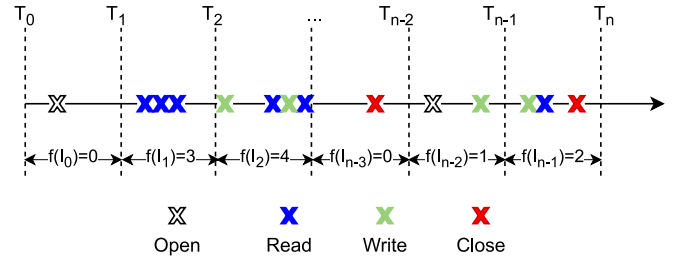 T0 T1 T2 ... Tn-2 Tn-1 Tn
f(I0)=0 f(I1)=3 f(I2)=4 f(In-3)=0 f(In-2)=1 f(In-1)=2
Open Read Write Close